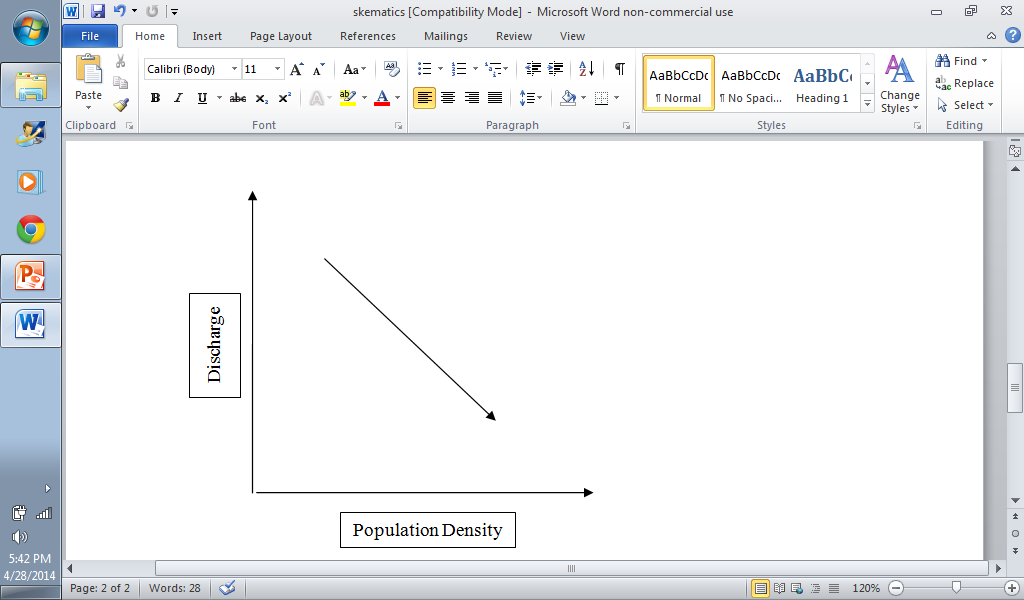 skematics [Compatibility Mode] - Microsoft Word non-commercial use
File Home Insert Page Layout References Mailings Review View
Paste
Clipboard
Calibri (Body) 11
Font
Paragraph
AaBbCcDc AaBbCcDc AaBbC
¶ Normal ¶ No Spaci... Heading 1
Change
Styles
Styles
Find
Replace
Select
Editing
Discharge
Population Density
5:42 PM
4/28/2014
Page: 2 of 2 Words: 28 120%